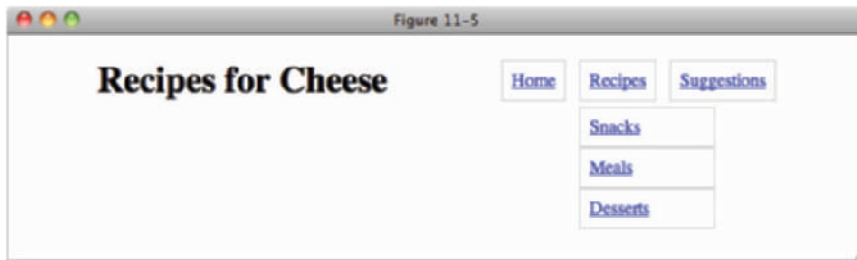 Figure 11-5
Recipes for Cheese
Home Recipes Suggestions
Snacks
Meals
Desserts